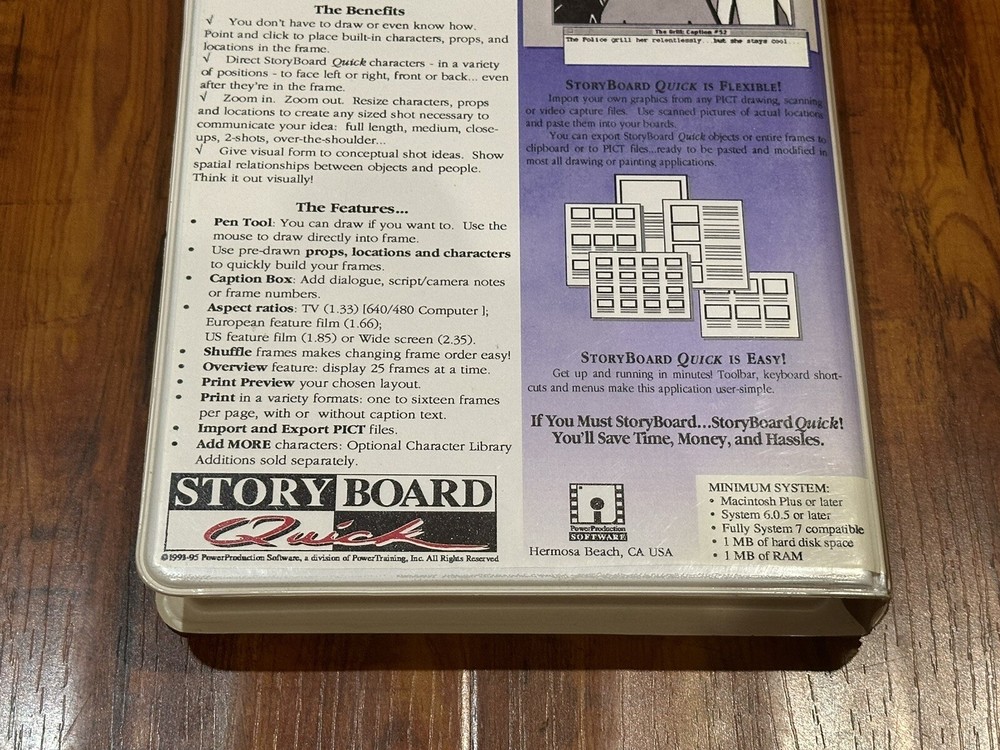 The Benefits
√ You don't have to draw or even know how.
Point and click to place built-in characters, props, and
locations in the frame.
√ Direct StoryBoard Quick characters - in a variety
of positions - to face left or right, front or back... even
after they're in the frame.
√ Zoom in. Zoom out. Resize characters, props
and locations to create any sized shot necessary to
communicate your idea: full length, medium, close-
ups, 2-shots, over-the-shoulder...
√ Give visual form to conceptual shot ideas. Show
spatial relationships between objects and people.
Think it out visually!
The Features...
• Pen Tool: You can draw if you want to. Use the
mouse to draw directly into frame.
• Use pre-drawn props, locations and characters
to quickly build your frames.
• Caption Box: Add dialogue, script/camera notes
or frame numbers.
• Aspect ratios: TV (1.33) [640/480 Computer ];
European feature film (1.66);
US feature film (1.85) or Wide screen (2.35).
• Shuffle frames makes changing frame order easy!
• Overview feature: display 25 frames at a time.
• Print Preview your chosen layout.
• Print in a variety formats: one to sixteen frames
per page, with or without caption text.
• Import and Export PICT files.
• Add MORE characters: Optional Character Library
Additions sold separately.
STORY BOARD
Quick
©1993-95 PowerProduction Software, a division of PowerTraining, Inc. All Rights Reserved
The Grill: Caption #52
The Police grill her relentlessly...but she stays cool...
STORYBOARD QUICK IS FLEXIBLE!
Import your own graphics from any PICT drawing, scanning
or video capture files. Use scanned pictures of actual locations
and paste them into your boards.
You can export StoryBoard Quick objects or entire frames to
clipboard or to PICT files...ready to be pasted and modified in
most all drawing or painting applications.
STORYBOARD QUICK IS EASY!
Get up and running in minutes! Toolbar, keyboard short-
cuts and menus make this application user-simple.
If You Must StoryBoard...StoryBoard Quick!
You'll Save Time, Money, and Hassles.
PowerProduction
SOFTWARE
Hermosa Beach, CA USA
MINIMUM SYSTEM:
• Macintosh Plus or later
• System 6.0.5 or later
• Fully System 7 compatible
• 1 MB of hard disk space
• 1 MB of RAM